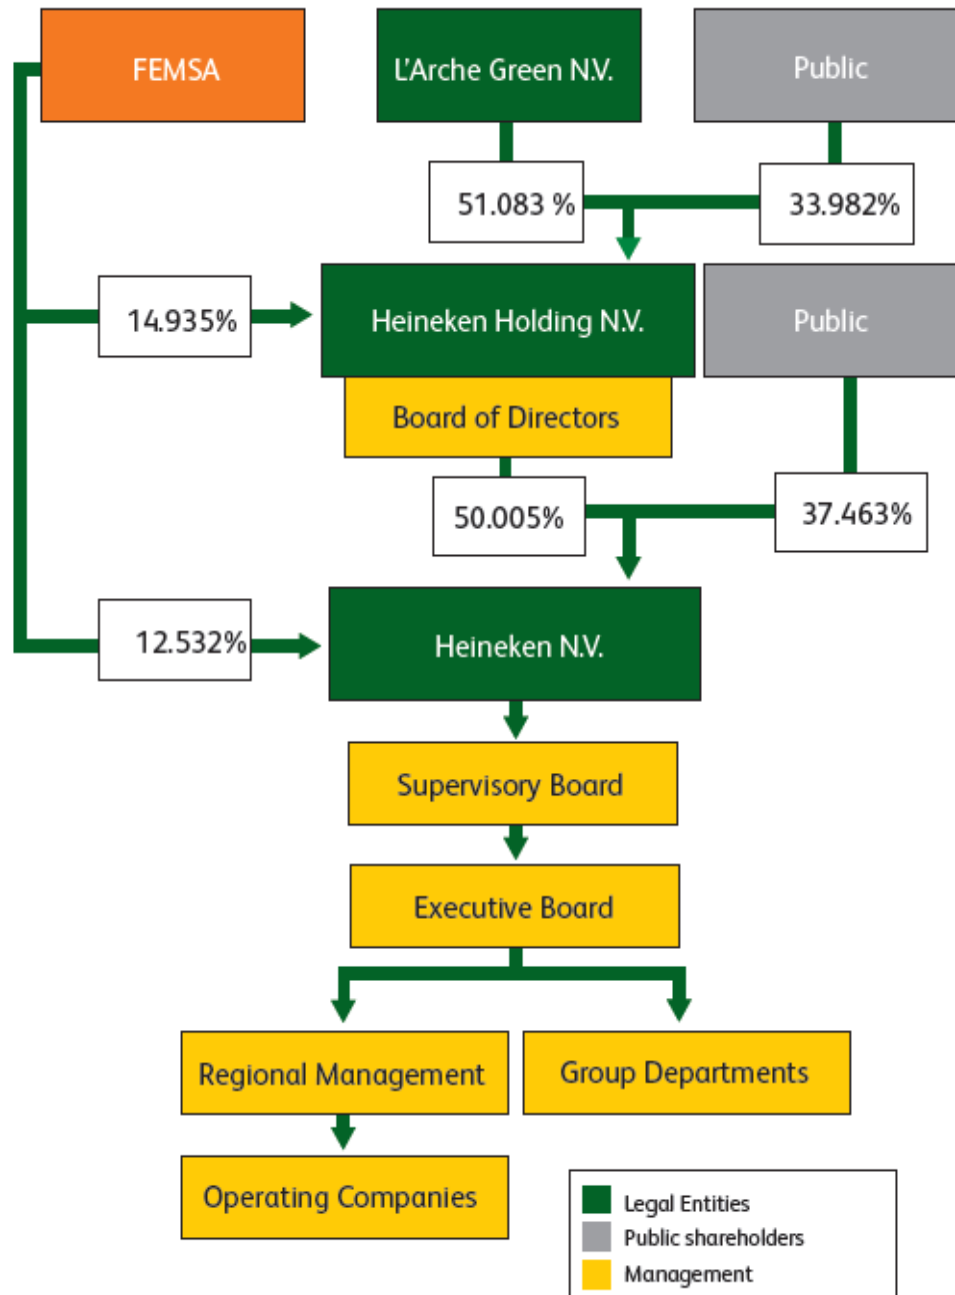 FEMSA
L'Arche Green N.V.
Public
51.083 %
33.982%
14.935%
Heineken Holding N.V.
Public
Board of Directors
50.005%
37.463%
12.532%
Heineken N.V.
Supervisory Board
Executive Board
Regional Management
Group Departments
Operating Companies
Legal Entities
Public shareholders
Management